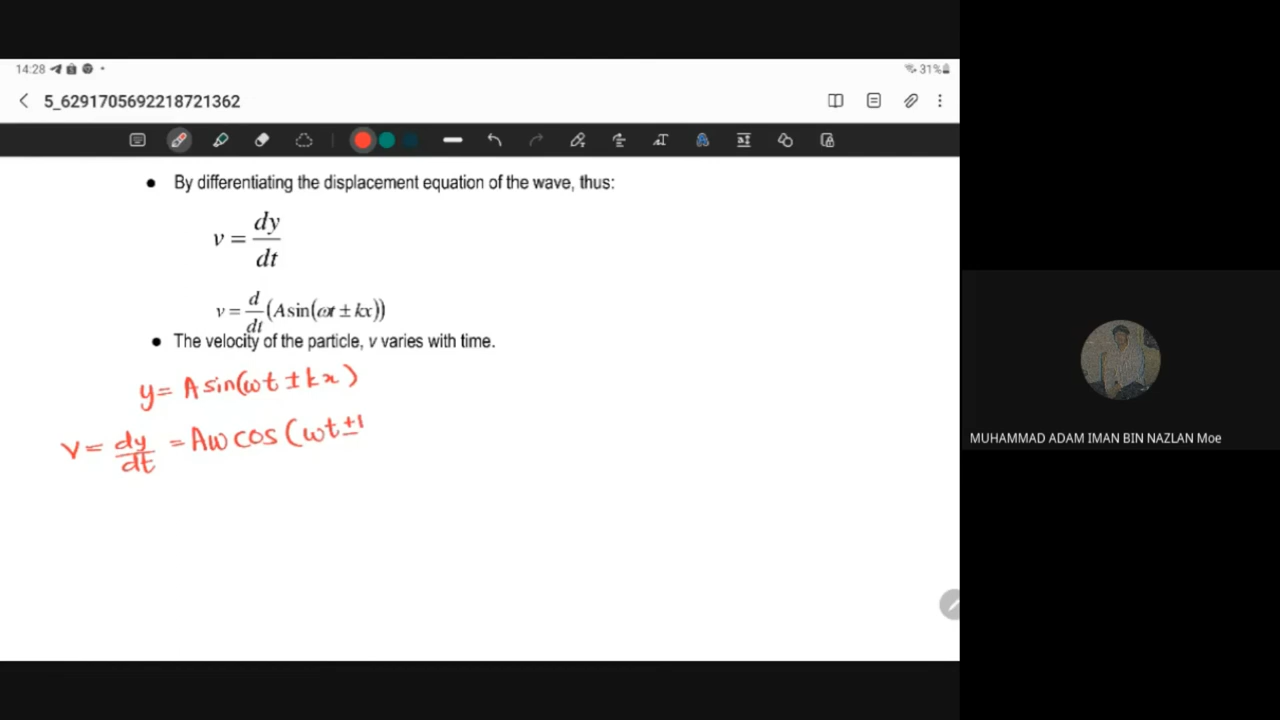 14:28 31%
5_6291705692218721362
• By differentiating the displacement equation of the wave, thus:
v = dy/dt
v = d/dt (A sin(ωt ± kx))
• The velocity of the particle, v varies with time.
y = A sin(ωt ± kx)
v = dy/dt = Aω cos (ωt ±
MUHAMMAD ADAM IMAN BIN NAZLAN Moe